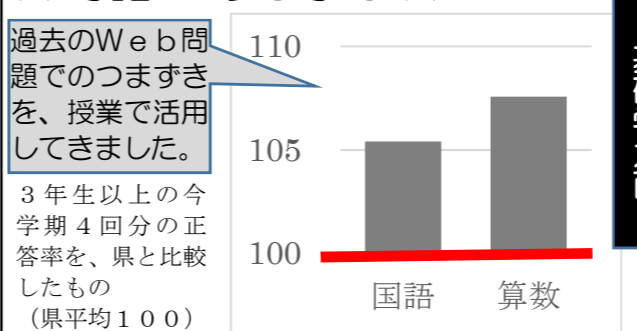 過去のWeb問
題でのつまずき
を、授業で活用
してきました。
3年生以上の今
学期4回分の正
答率を、県と比較
したもの
(県平均100)
110
105
100
国語
算数